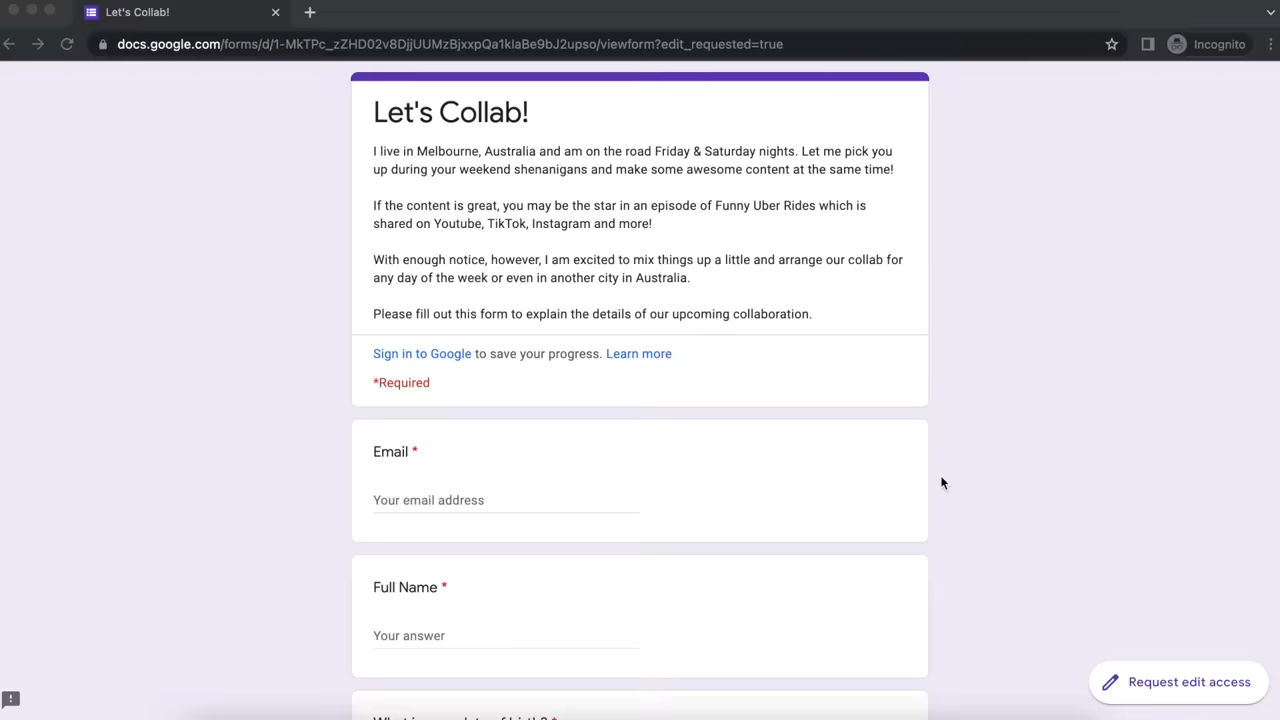 Let's Collab!
docs.google.com/forms/d/1-MkTPc_zZHD02v8DjjUUMzBjxxpQa1klaBe9bJ2upso/viewform?edit_requested=true
Incognito
Let's Collab!
I live in Melbourne, Australia and am on the road Friday & Saturday nights. Let me pick you
up during your weekend shenanigans and make some awesome content at the same time!
If the content is great, you may be the star in an episode of Funny Uber Rides which is
shared on Youtube, TikTok, Instagram and more!
With enough notice, however, I am excited to mix things up a little and arrange our collab for
any day of the week or even in another city in Australia.
Please fill out this form to explain the details of our upcoming collaboration.
Sign in to Google to save your progress. Learn more
*Required
Email *
Your email address
Full Name *
Your answer
Request edit access